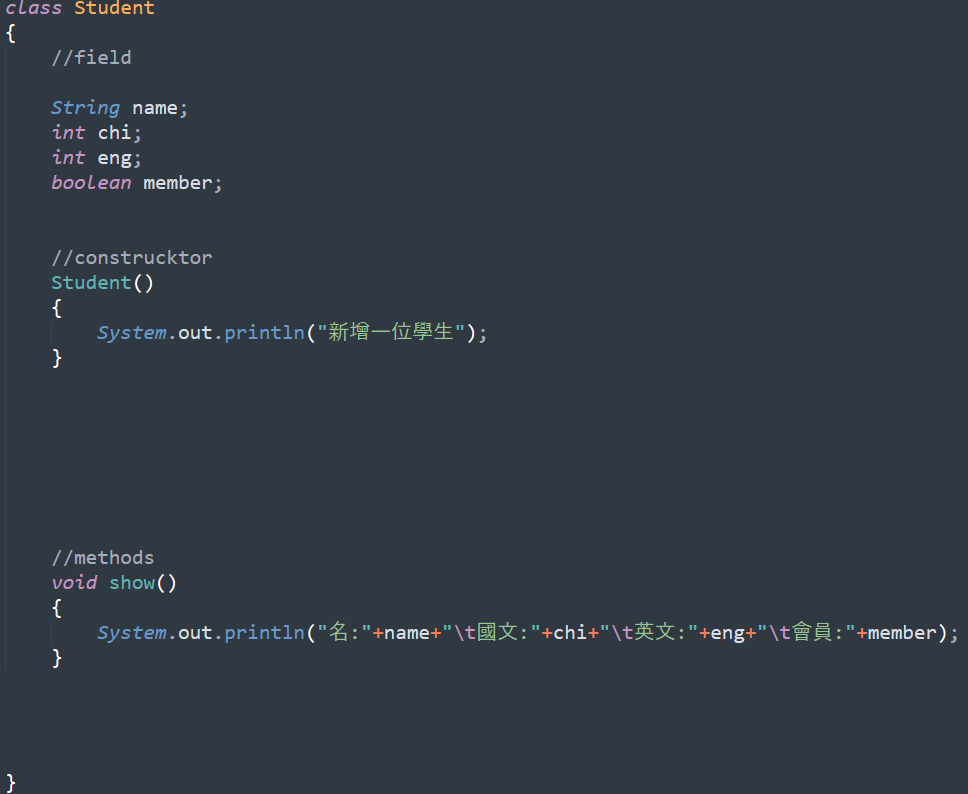 class Student
{
    //field
    String name;
    int chi;
    int eng;
    boolean member;
    //construcktor
    Student()
    {
        System.out.println("新增一位學生");
    }
    //methods
    void show()
    {
        System.out.println("名:"+name+"\t國文:"+chi+"\t英文:"+eng+"\t會員:"+member);
    }
}